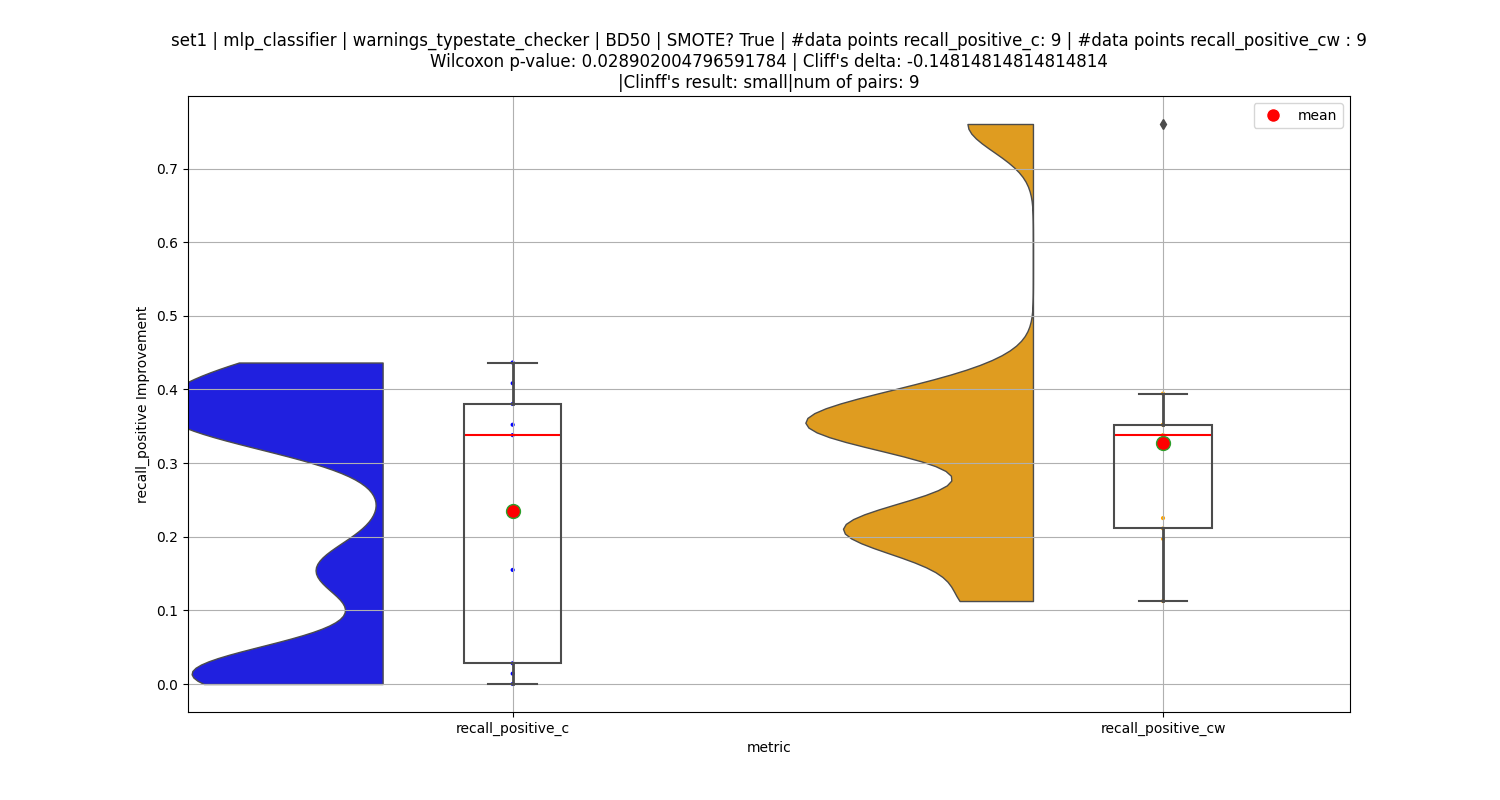 set1 | mlp_classifier | warnings_typestate_checker | BD50 | SMOTE? True | #data points recall_positive_c: 9 | #data points recall_positive_cw : 9
Wilcoxon p-value: 0.028902004796591784 | Cliff's delta: -0.14814814814814814
|Clinff's result: small|num of pairs: 9
mean
0.7
0.6
0.5
0.4
0.3
0.2
0.1
0.0
recall_positive Improvement
recall_positive_c
recall_positive_cw
metric